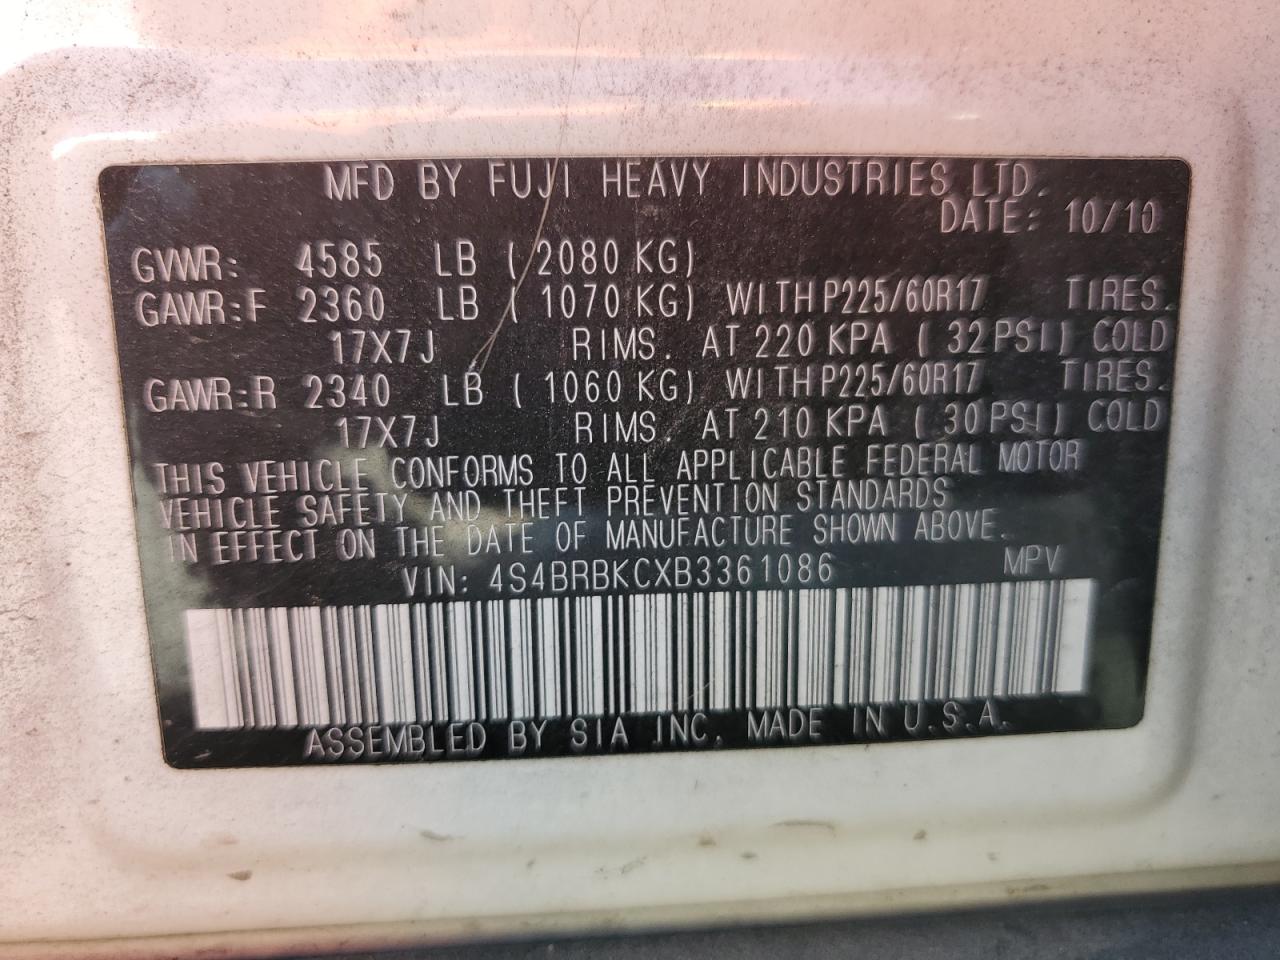 MFD BY FUJI HEAVY INDUSTRIES LTD.
DATE: 10/10
GVWR: 4585 LB (2080 KG)
GAWR:F 2360 LB (1070 KG) WITH P225/60R17 TIRES.
17X7J RIMS. AT 220 KPA (32 PSI) COLD
GAWR:R 2340 LB (1060 KG) WITH P225/60R17 TIRES.
17X7J RIMS. AT 210 KPA (30 PSI) COLD
THIS VEHICLE CONFORMS TO ALL APPLICABLE FEDERAL MOTOR
VEHICLE SAFETY AND THEFT PREVENTION STANDARDS
IN EFFECT ON THE DATE OF MANUFACTURE SHOWN ABOVE.
VIN: 4S4BRBKCXB3361086 MPV
ASSEMBLED BY SIA INC. MADE IN U.S.A.